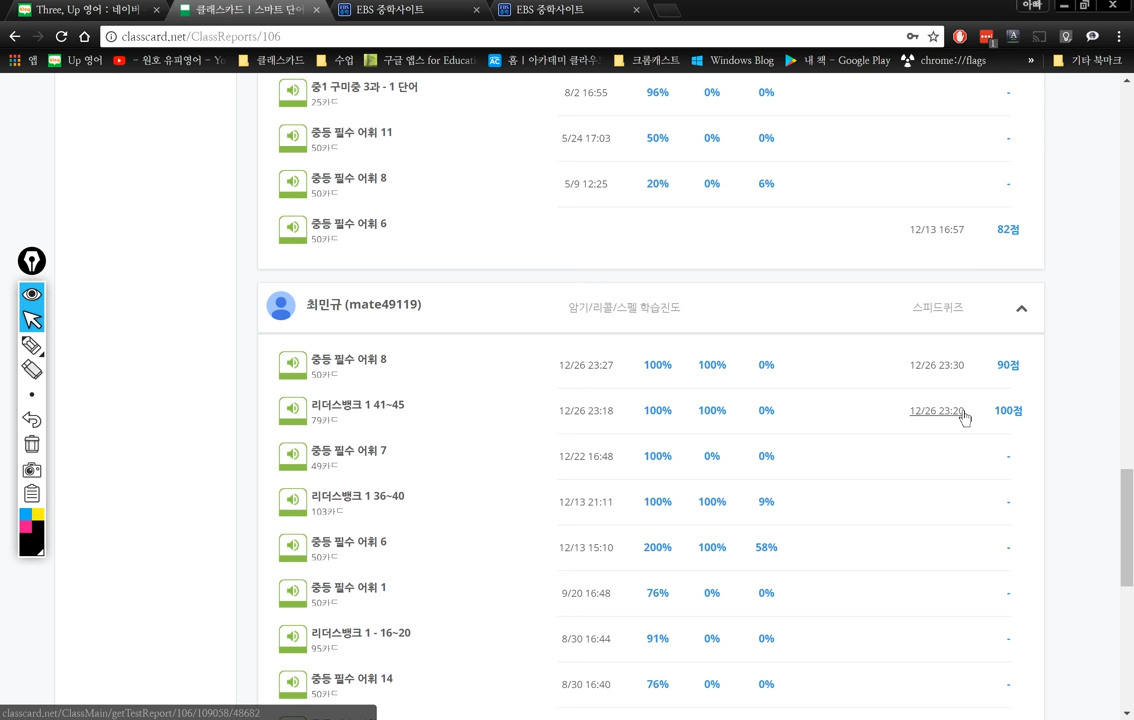 Three, Up 영어 : 네이버
클래스카드 | 스마트 단어
EBS 중학사이트
EBS 중학사이트
아빠
classcard.net/ClassReports/106
앱
Up 영어
- 원호 유피영어 - Yo
클래스카드
수업
구글 앱스 for Educati
홈 | 아카데미 클라우
크롬캐스트
Windows Blog
내 책 - Google Play
chrome://flags
»
기타 북마크
중1 구미중 3과 - 1 단어
25카드
8/2 16:55 96% 0% 0% -
중등 필수 어휘 11
50카드
5/24 17:03 50% 0% 0% -
중등 필수 어휘 8
50카드
5/9 12:25 20% 0% 6% -
중등 필수 어휘 6
50카드
12/13 16:57 82점
최민규 (mate49119) 암기/리콜/스펠 학습진도 스피드퀴즈
중등 필수 어휘 8
50카드
12/26 23:27 100% 100% 0% 12/26 23:30 90점
리더스뱅크 1 41~45
79카드
12/26 23:18 100% 100% 0% 12/26 23:20 100점
중등 필수 어휘 7
49카드
12/22 16:48 100% 0% 0% -
리더스뱅크 1 36~40
103카드
12/13 21:11 100% 100% 9% -
중등 필수 어휘 6
50카드
12/13 15:10 200% 100% 58% -
중등 필수 어휘 1
50카드
9/20 16:48 76% 0% 0% -
리더스뱅크 1 - 16~20
95카드
8/30 16:44 91% 0% 0% -
중등 필수 어휘 14
50카드
8/30 16:40 76% 0% 0% -
classcard.net/ClassMain/getTestReport/106/109058/48682